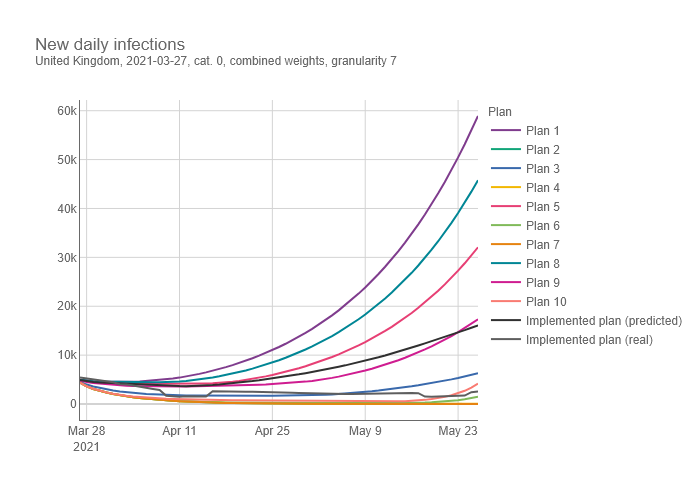 New daily infections
United Kingdom, 2021-03-27, cat. 0, combined weights, granularity 7
60k
50k
40k
30k
20k
10k
0
Mar 28
2021
Apr 11
Apr 25
May 9
May 23
Plan
Plan 1
Plan 2
Plan 3
Plan 4
Plan 5
Plan 6
Plan 7
Plan 8
Plan 9
Plan 10
Implemented plan (predicted)
Implemented plan (real)